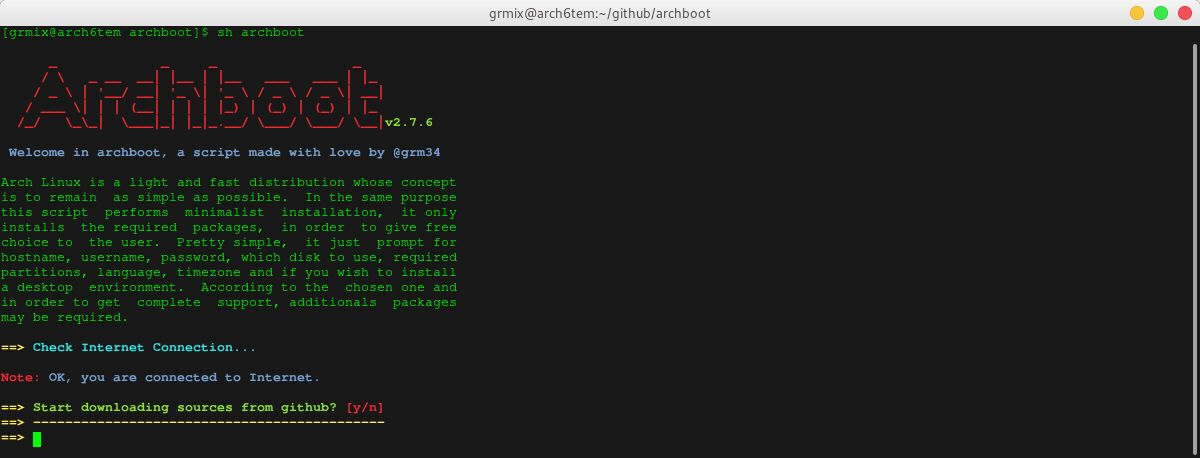 grmix@arch6tem:~/github/archboot
[grmix@arch6tem archboot]$ sh archboot
Archboot v2.7.6
Welcome in archboot, a script made with love by @grm34
Arch Linux is a light and fast distribution whose concept
is to remain  as simple as possible.  In the same purpose
this script  performs  minimalist  installation,  it only
installs  the required  packages,  in order  to give free
choice to  the user.  Pretty simple,  it just  prompt for
hostname, username, password, which disk to use, required
partitions, language, timezone and if you wish to install
a desktop  environment.  According to the  chosen one and
in order to get  complete  support, additionals  packages
may be required.
==> Check Internet Connection...
Note: OK, you are connected to Internet.
==> Start downloading sources from github? [y/n]
==> --------------------------------------------
==>